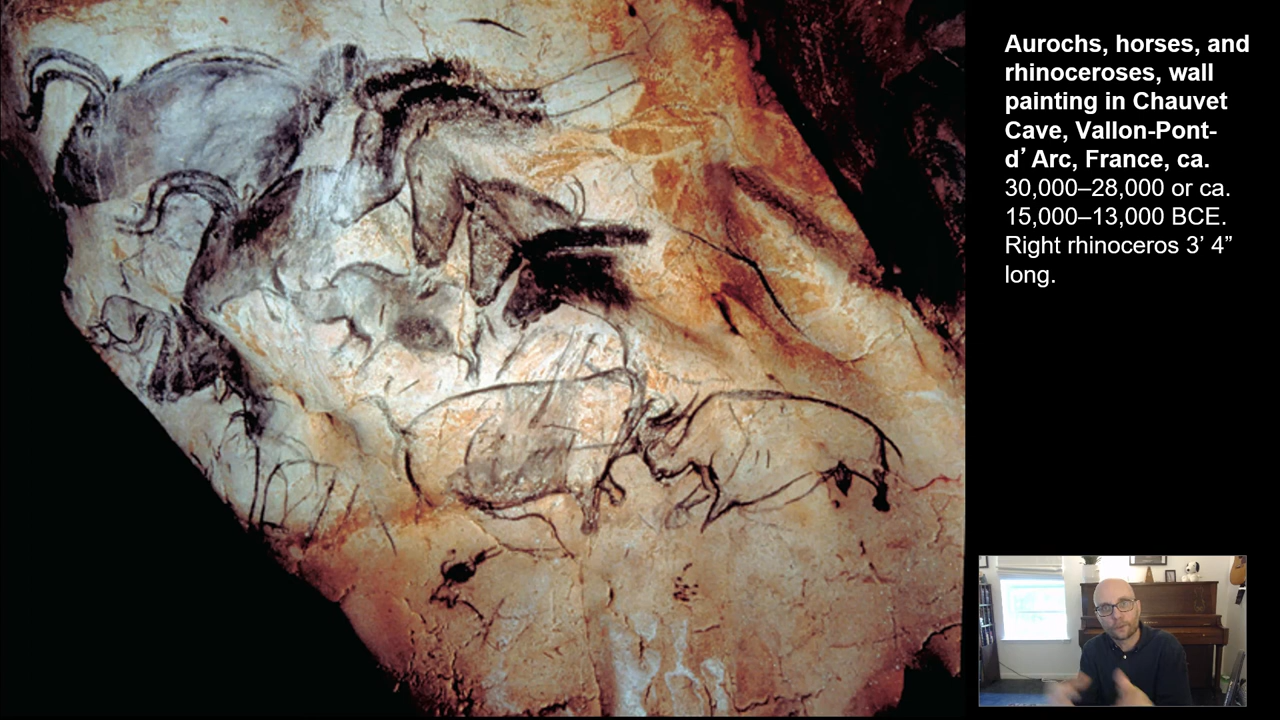 Aurochs, horses, and
rhinoceroses, wall
painting in Chauvet
Cave, Vallon-Pont-
d’Arc, France, ca.
30,000–28,000 or ca.
15,000–13,000 BCE.
Right rhinoceros 3’ 4”
long.